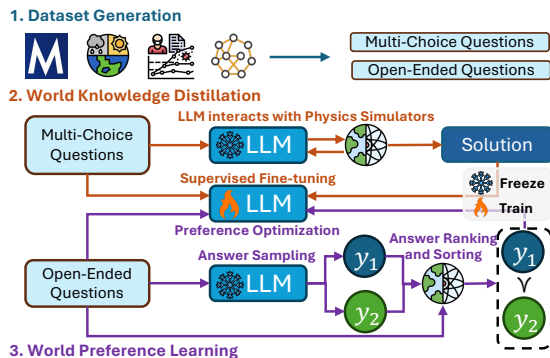 1. Dataset Generation
M
Multi-Choice Questions
Open-Ended Questions
2. World Knowledge Distillation
LLM interacts with Physics Simulators
Multi-Choice
Questions
LLM
Solution
Supervised Fine-tuning
Freeze
LLM
Train
Preference Optimization
Answer Sampling
Answer Ranking
and Sorting
Open-Ended
Questions
LLM
y₁
y₂
y₁
≻
y₂
3. World Preference Learning